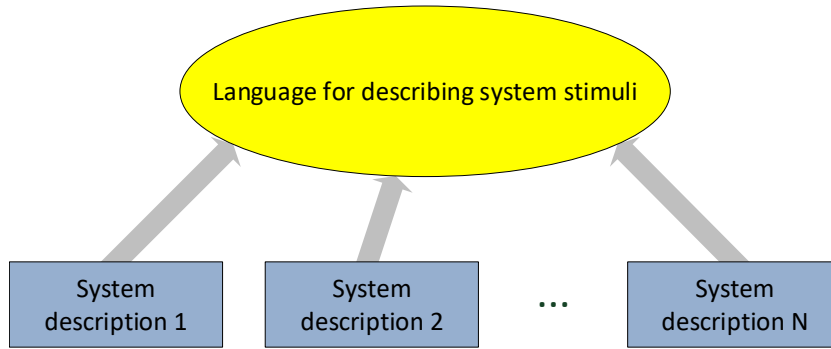 Language for describing system stimuli
System
description 1
System
description 2
...
System
description N